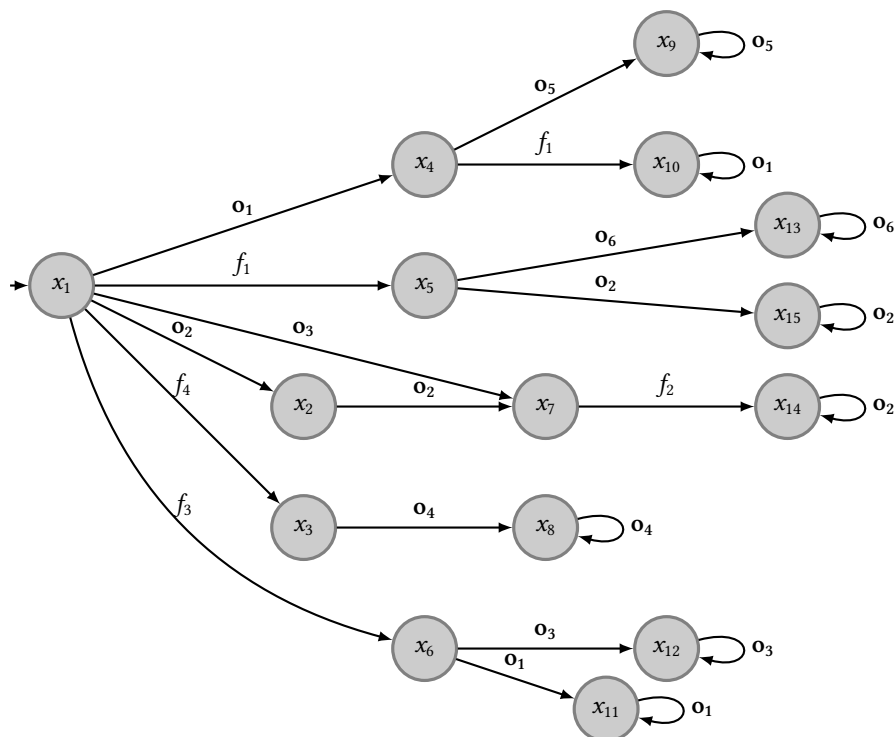 x₉
o₅
o₅
x₄
f₁
x₁₀
o₁
o₁
x₁₃
o₆
o₆
x₁
f₁
x₅
o₂
x₁₅
o₂
o₃
o₂
x₂
o₂
x₇
f₂
x₁₄
o₂
f₄
f₃
x₃
o₄
x₈
o₄
x₆
o₃
x₁₂
o₃
o₁
x₁₁
o₁